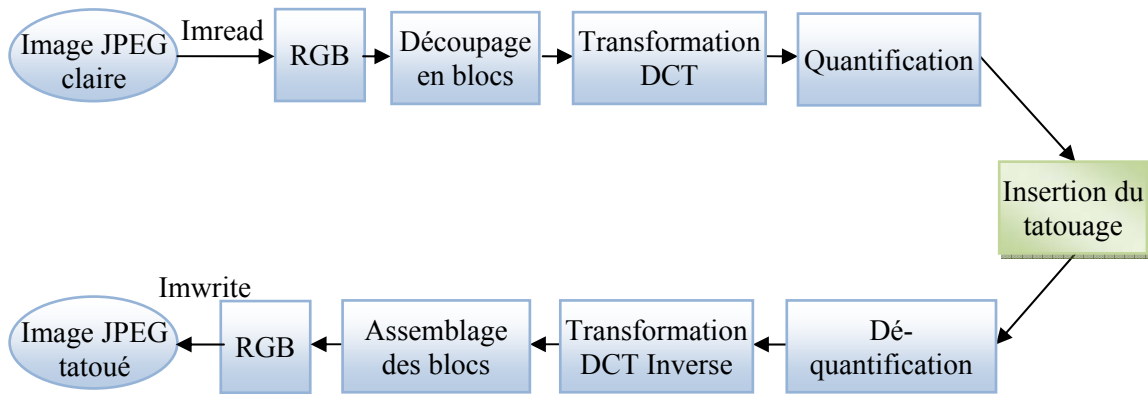 Image JPEG
claire
Imread
RGB
Découpage
en blocs
Transformation
DCT
Quantification
Insertion du
tatouage
Dé-
quantification
Transformation
DCT Inverse
Assemblage
des blocs
RGB
Imwrite
Image JPEG
tatoué